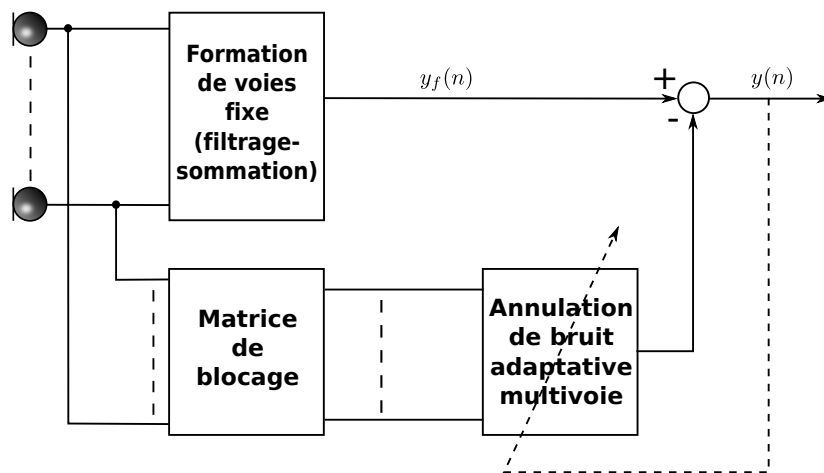 Formation
de voies
fixe
(filtrage-
sommation)
y_f(n)
+
-
y(n)
Matrice
de
blocage
Annulation
de bruit
adaptative
multivoie